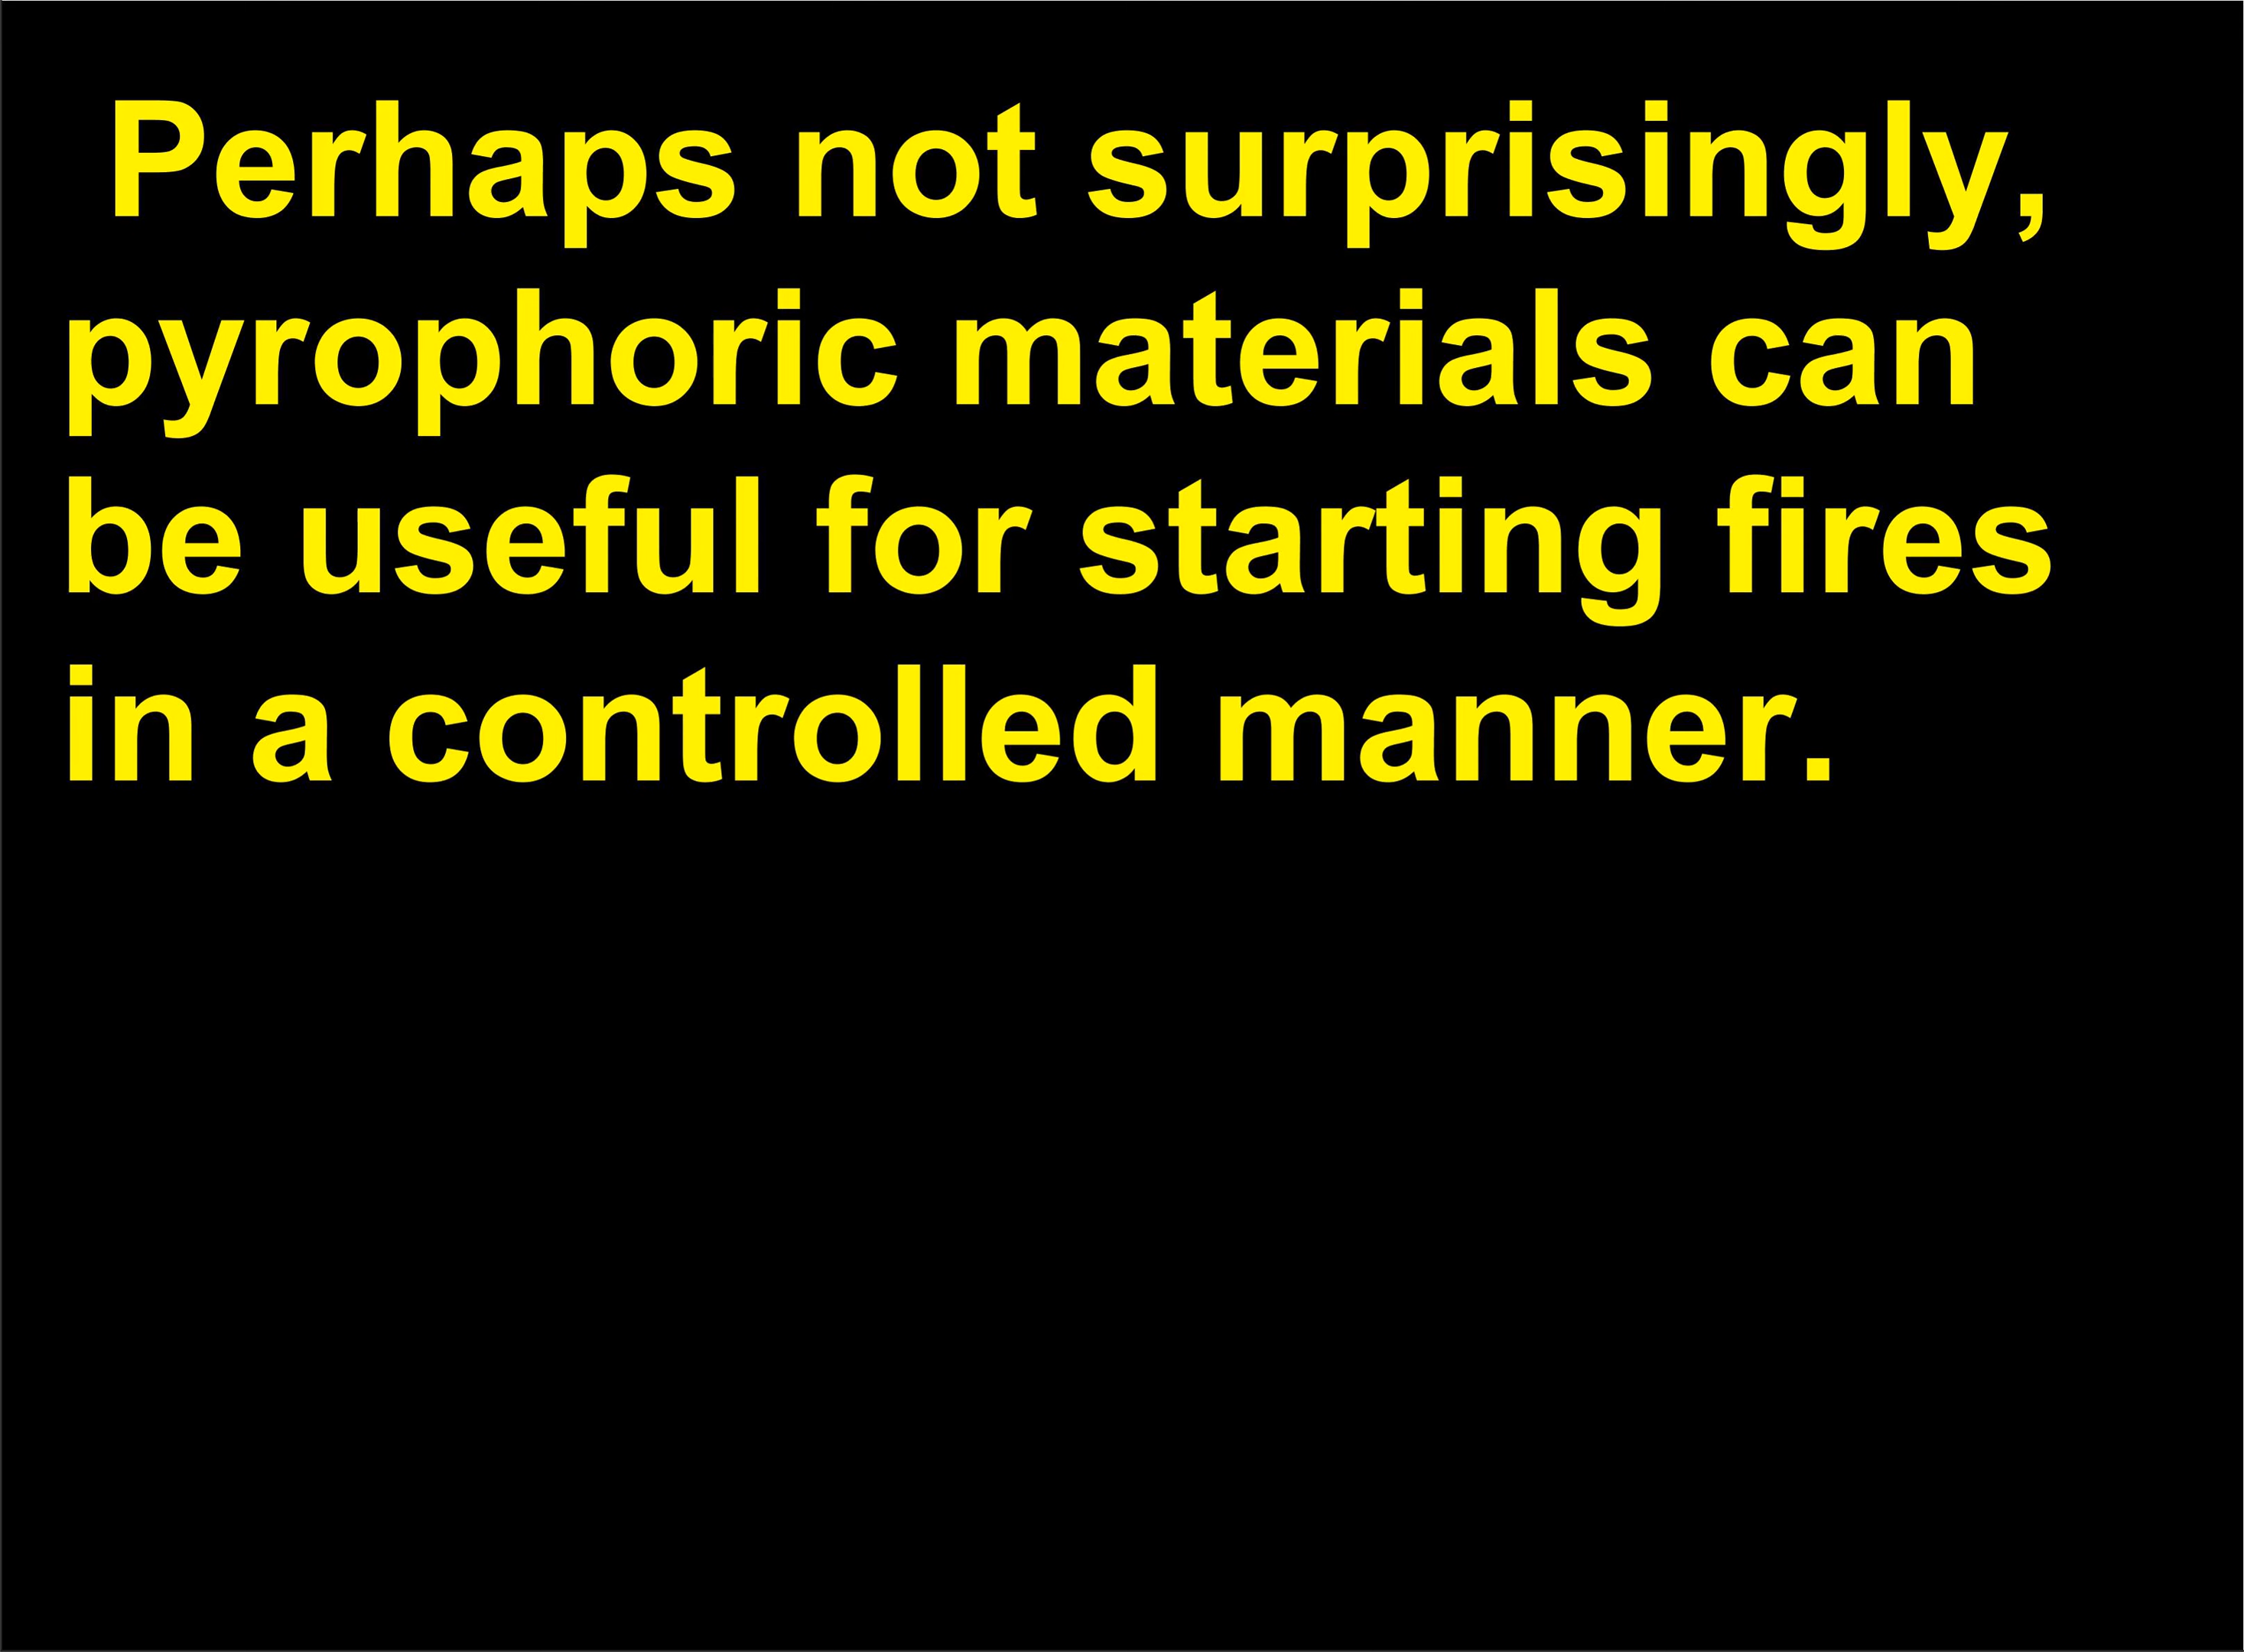 Perhaps not surprisingly,
pyrophoric materials can
be useful for starting fires
in a controlled manner.